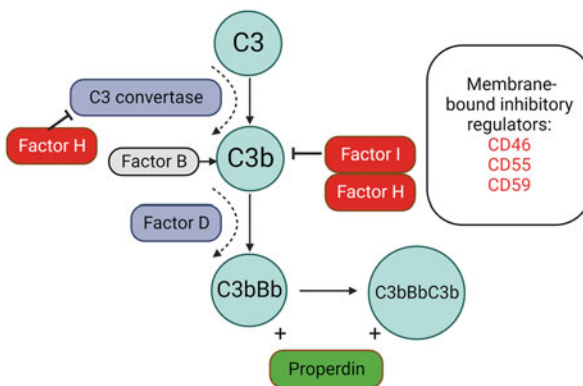 C3
C3 convertase
Factor H
Factor B
C3b
Factor I
Factor H
Membrane-
bound inhibitory
regulators:
CD46
CD55
CD59
Factor D
C3bBb
C3bBbC3b
+
+
Properdin